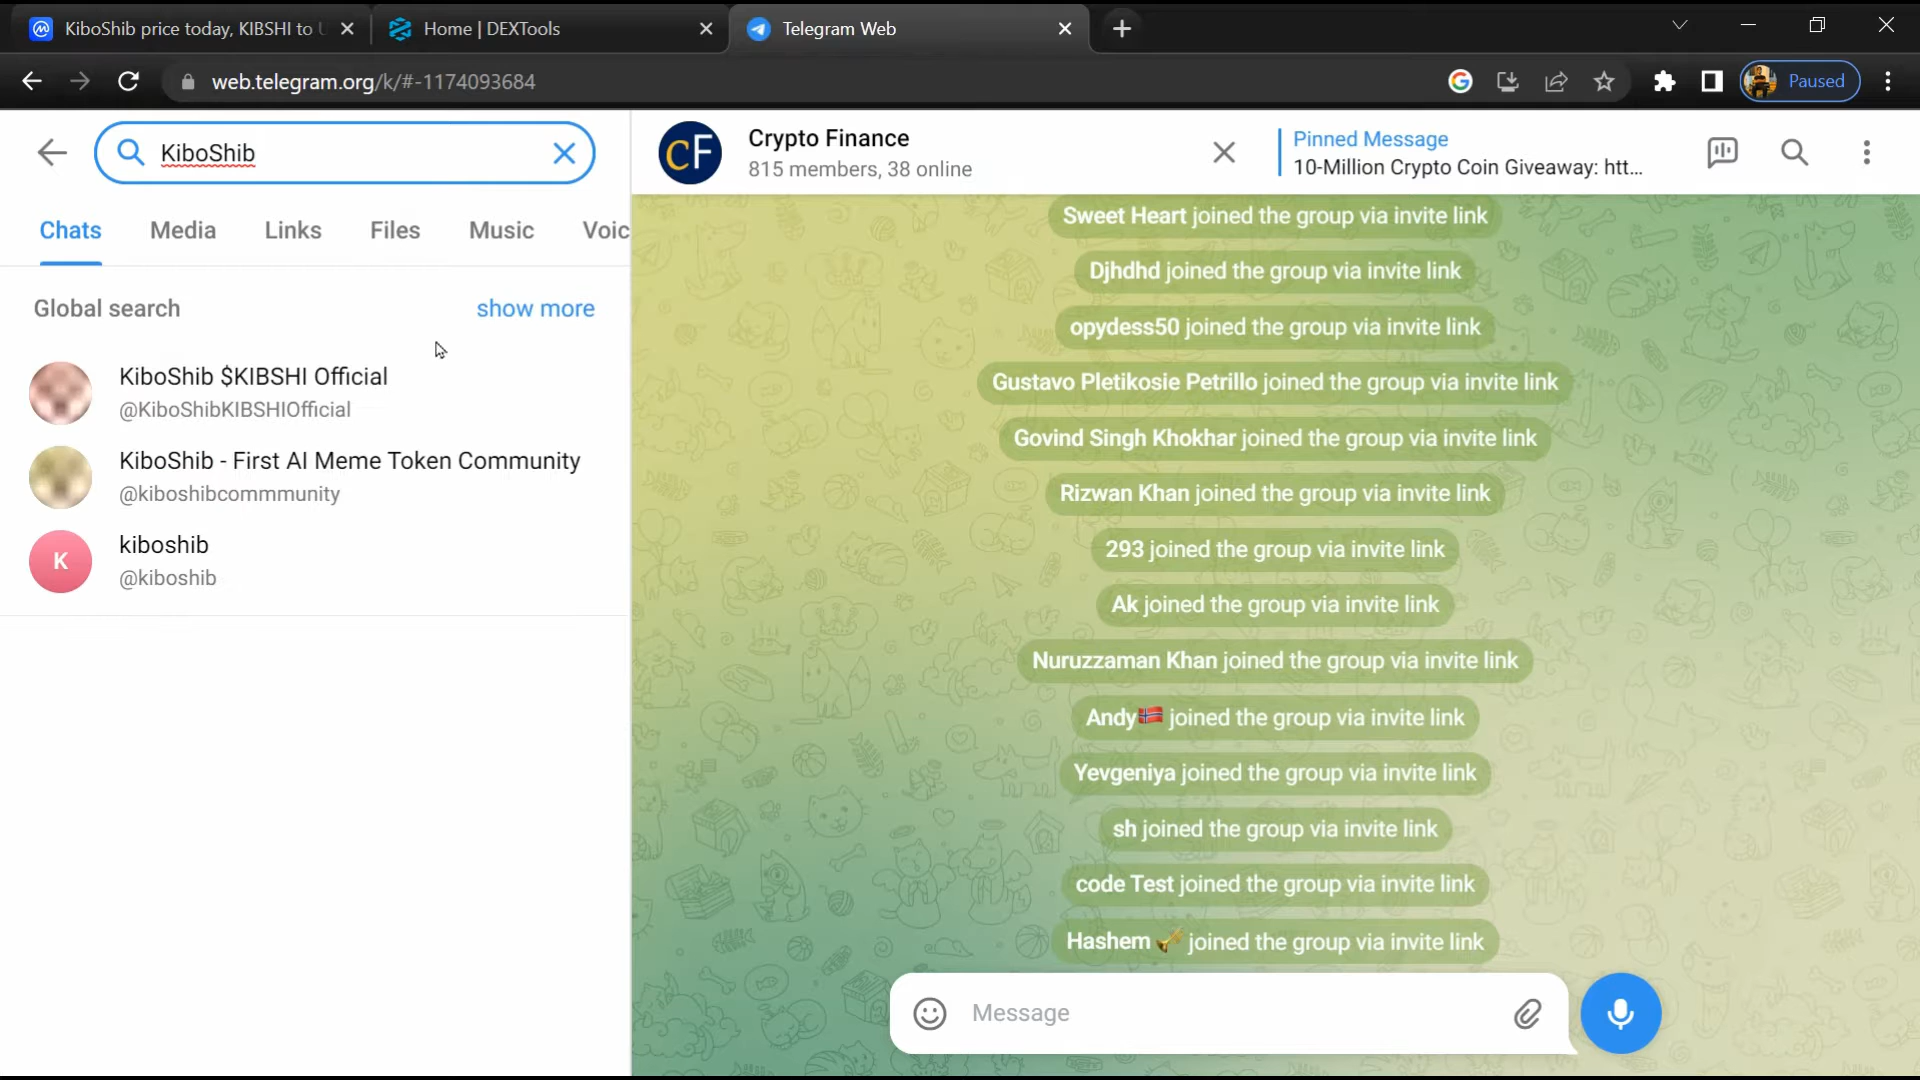 KiboShib price today, KIBSHI to U
Home | DEXTools
Telegram Web
web.telegram.org/k/#-1174093684
Paused
KiboShib
Chats
Media
Links
Files
Music
Voic
Global search
show more
KiboShib $KIBSHI Official
@KiboShibKIBSHIOfficial
KiboShib - First AI Meme Token Community
@kiboshibcommmunity
K
kiboshib
@kiboshib
CF
Crypto Finance
815 members, 38 online
Pinned Message
10-Million Crypto Coin Giveaway: htt...
Sweet Heart joined the group via invite link
Djhdhd joined the group via invite link
opydess50 joined the group via invite link
Gustavo Pletikosie Petrillo joined the group via invite link
Govind Singh Khokhar joined the group via invite link
Rizwan Khan joined the group via invite link
293 joined the group via invite link
Ak joined the group via invite link
Nuruzzaman Khan joined the group via invite link
Andy🇳🇴 joined the group via invite link
Yevgeniya joined the group via invite link
sh joined the group via invite link
code Test joined the group via invite link
Hashem 🎺 joined the group via invite link
Message